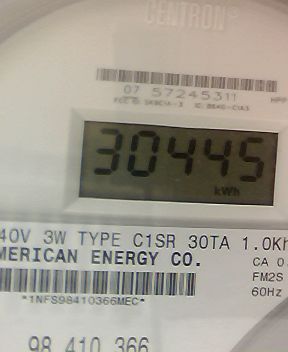 CENTRON®
07 57245311
30445
kWh
40V 3W TYPE C1SR 30TA 1.0Kh
MERICAN ENERGY CO.
CA 0.
FM2S
60Hz
*1NFS98410366MEC*
98 410 366